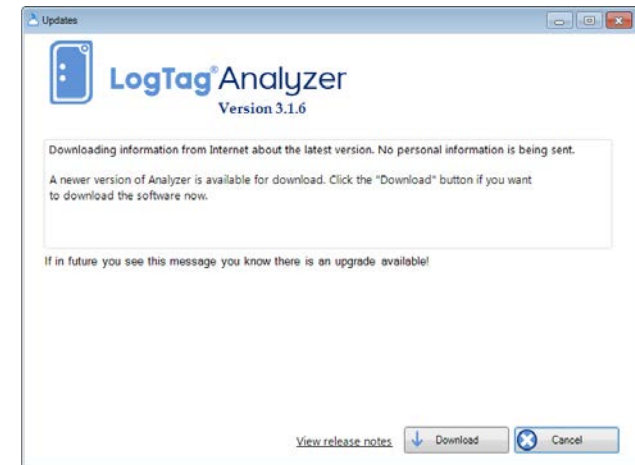 Updates
LogTag® Analyzer
Version 3.1.6
Downloading information from Internet about the latest version. No personal information is being sent.
A newer version of Analyzer is available for download. Click the "Download" button if you want
to download the software now.
If in future you see this message you know there is an upgrade available!
View release notes Download Cancel